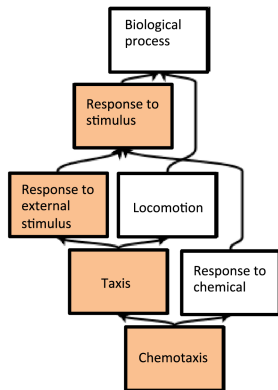 Biological
process
Response to
stimulus
Response to
external
stimulus
Locomotion
Taxis
Response to
chemical
Chemotaxis